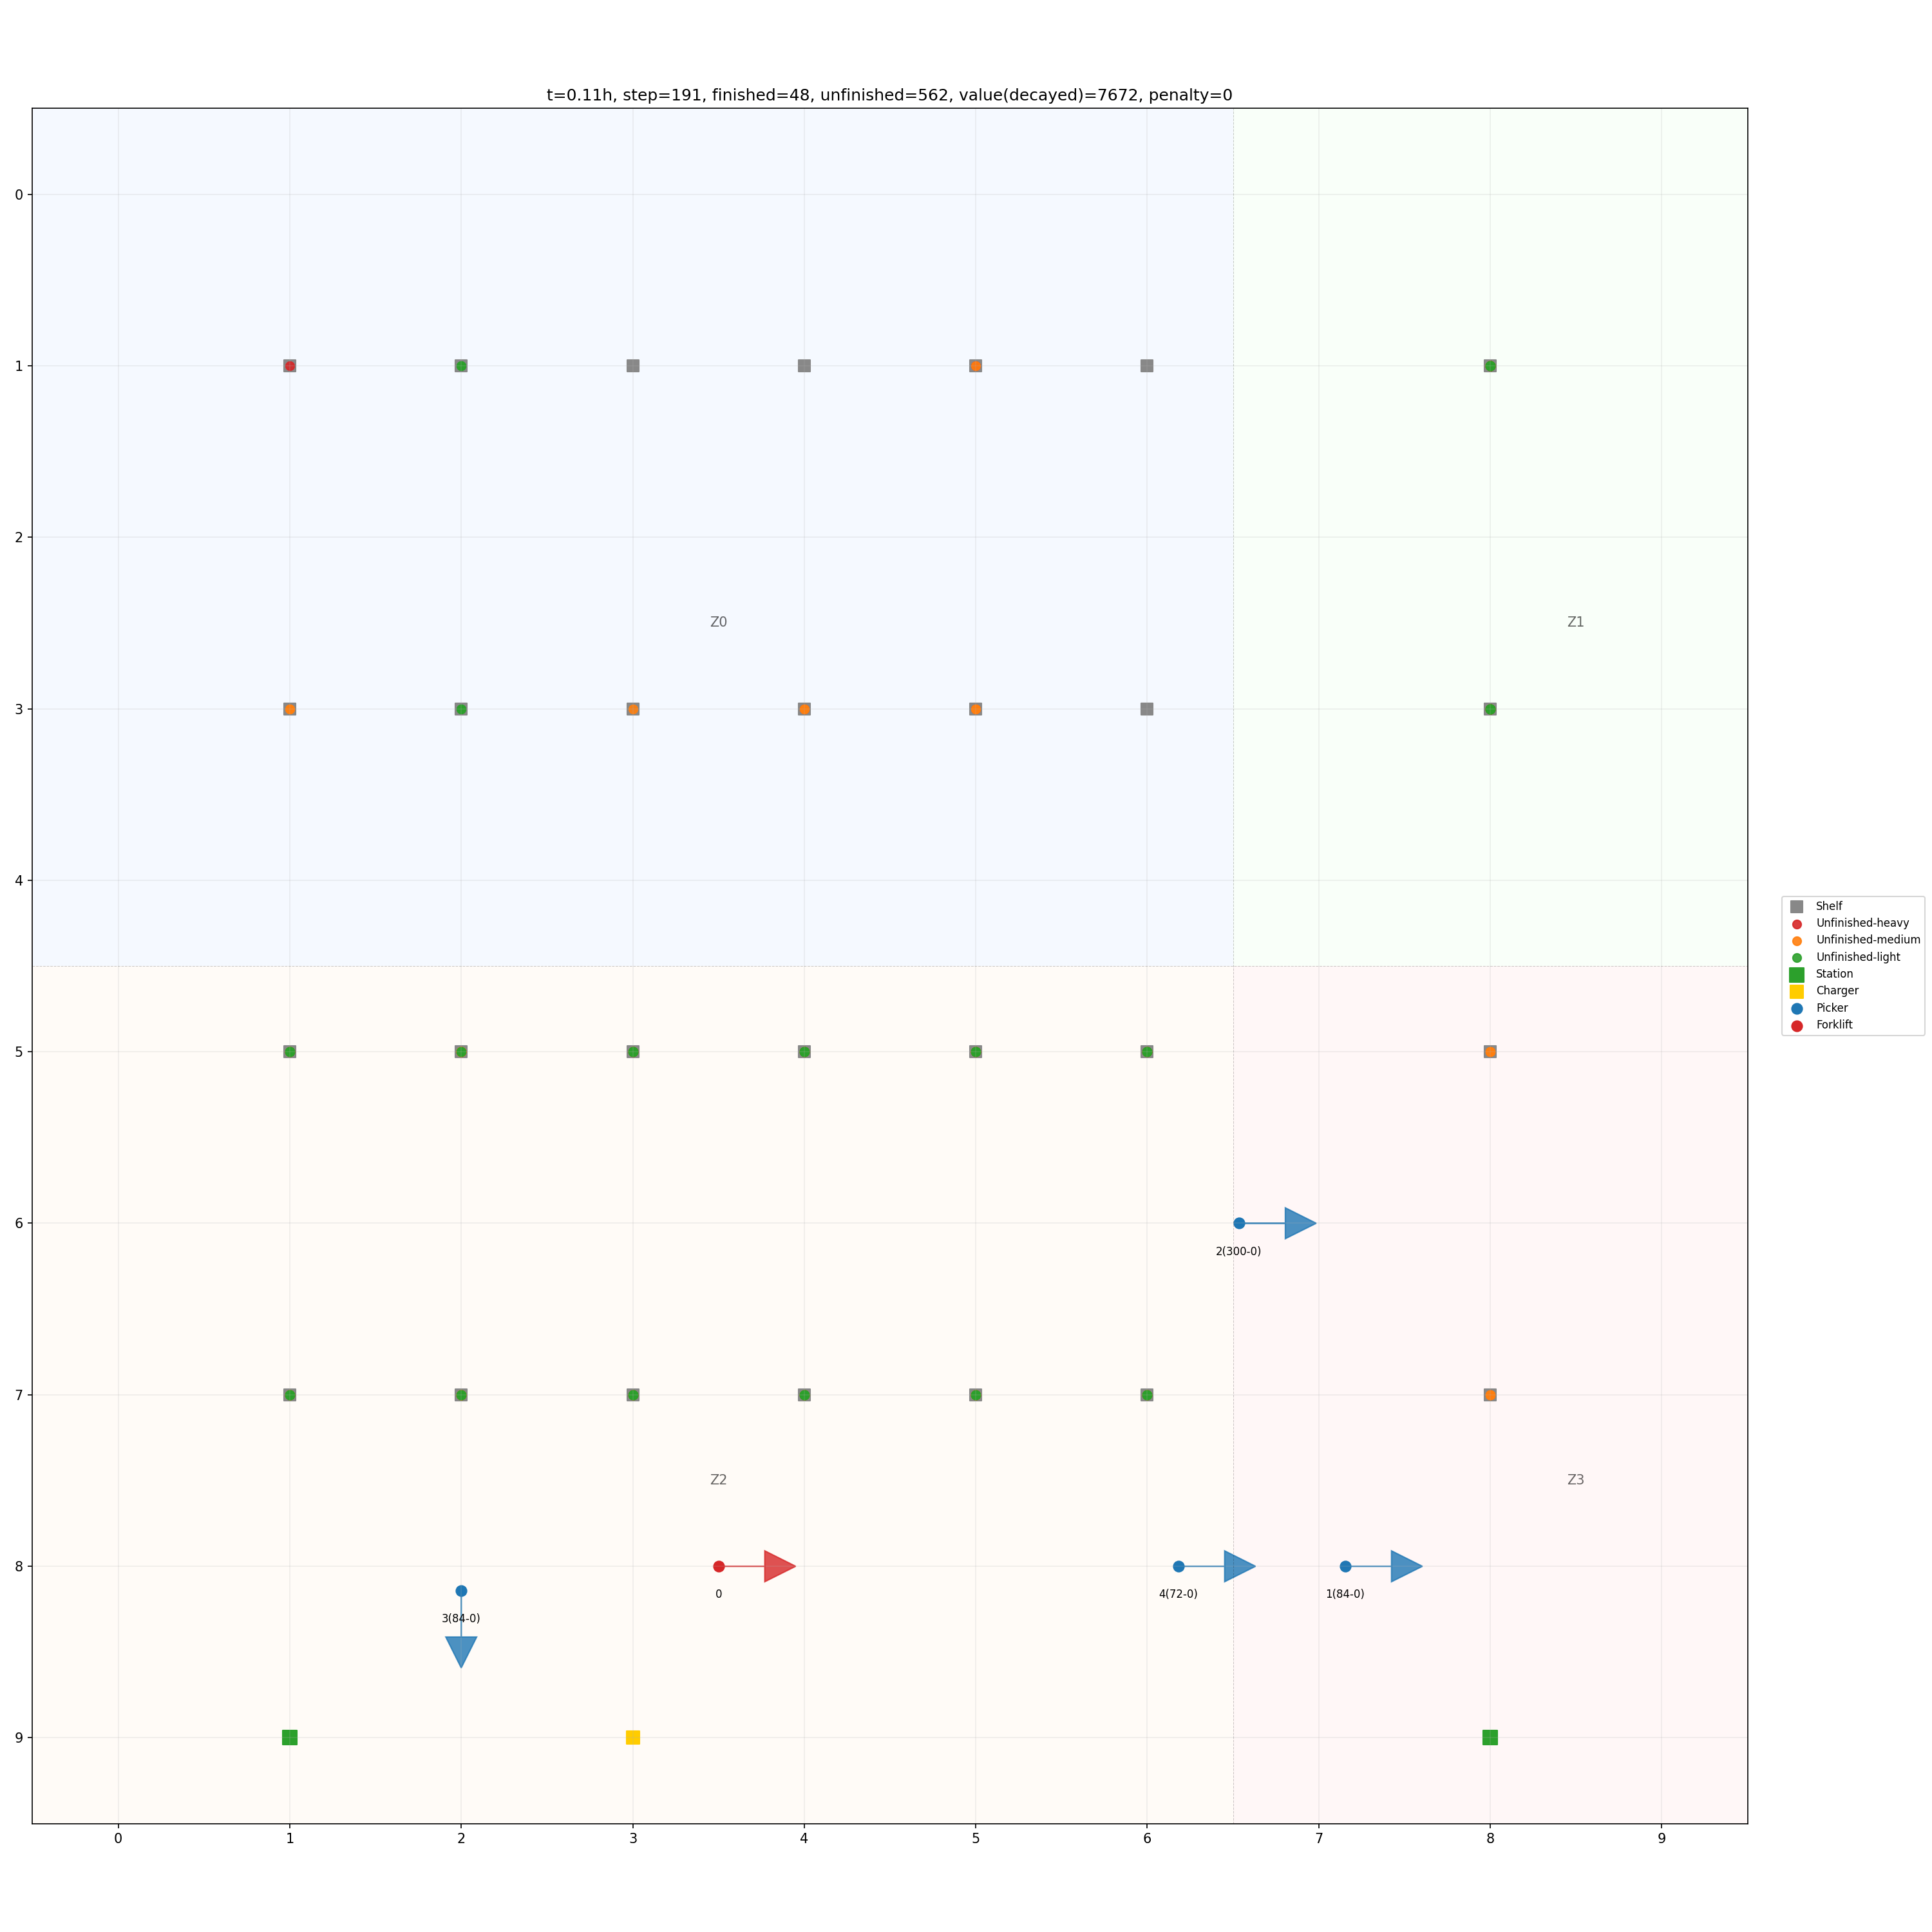 t=0.11h, step=191, finished=48, unfinished=562, value(decayed)=7672, penalty=0
0
1
2
Z0
Z1
3
4
Shelf
Unfinished-heavy
Unfinished-medium
Unfinished-light
Station
Charger
Picker
Forklift
5
6
2(300-0)
7
Z2
Z3
8
0
4(72-0)
1(84-0)
3(84-0)
9
0 1 2 3 4 5 6 7 8 9